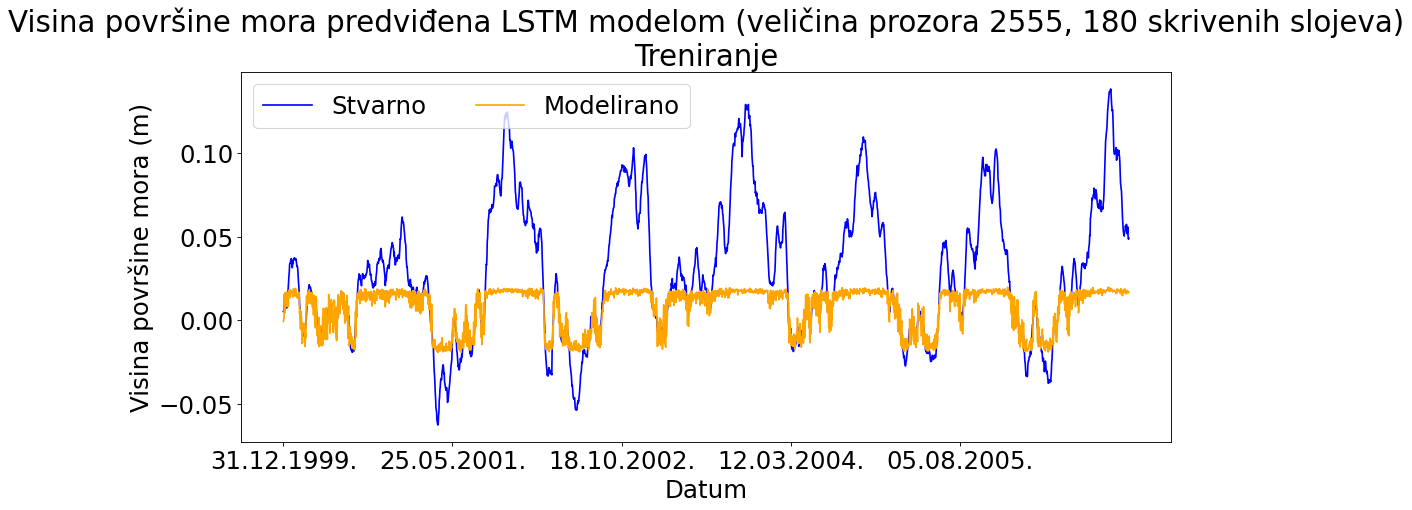 Visina površine mora predviđena LSTM modelom (veličina prozora 2555, 180 skrivenih slojeva)
Treniranje
Stvarno
Modelirano
Visina površine mora (m)
0.10
0.05
0.00
−0.05
31.12.1999.
25.05.2001.
18.10.2002.
12.03.2004.
05.08.2005.
Datum